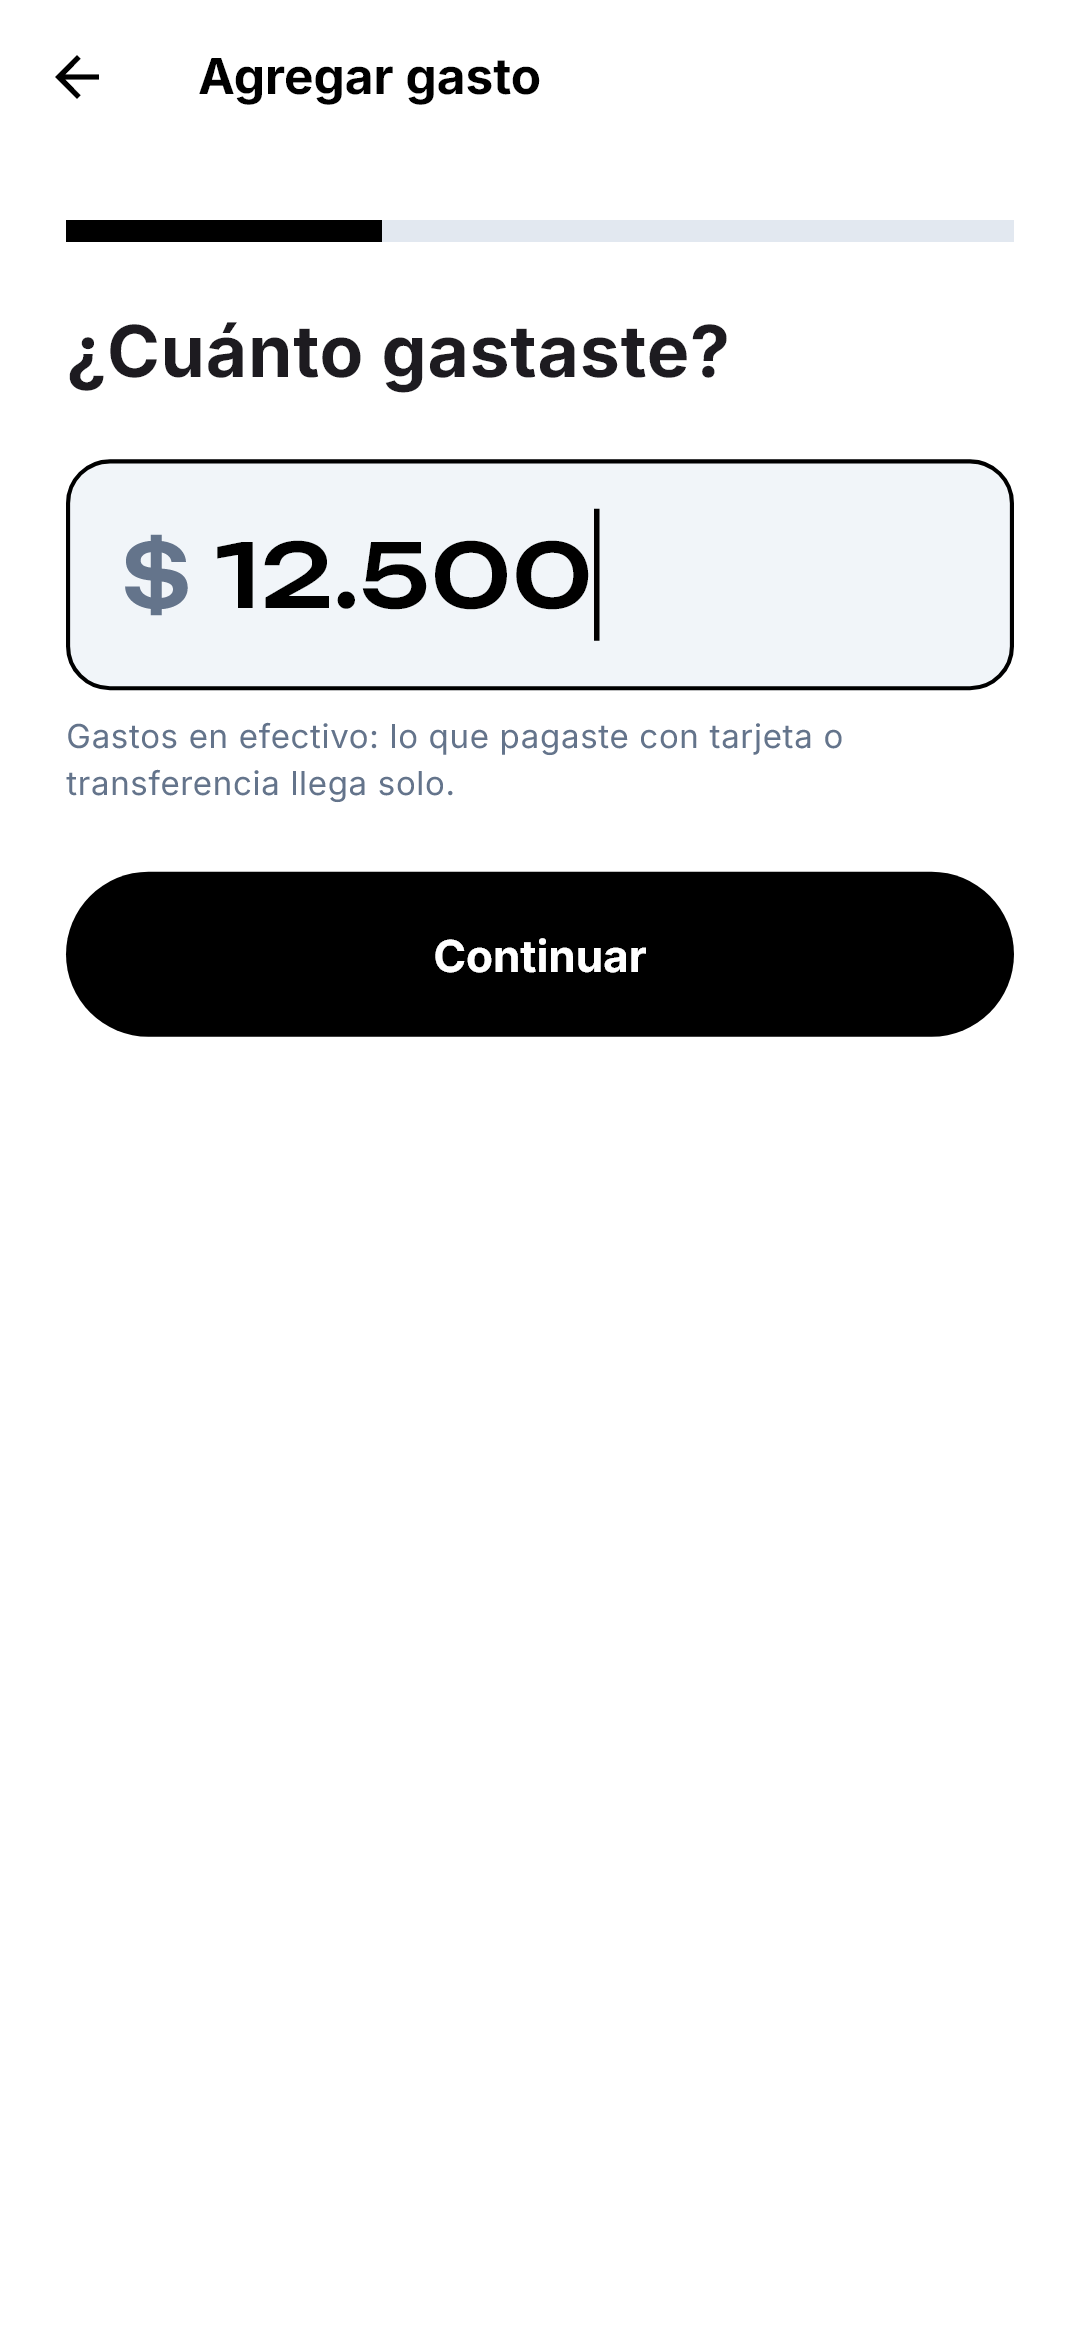 Agregar gasto
¿Cuánto gastaste?
$ 12.500
Gastos en efectivo: lo que pagaste con tarjeta o
transferencia llega solo.
Continuar